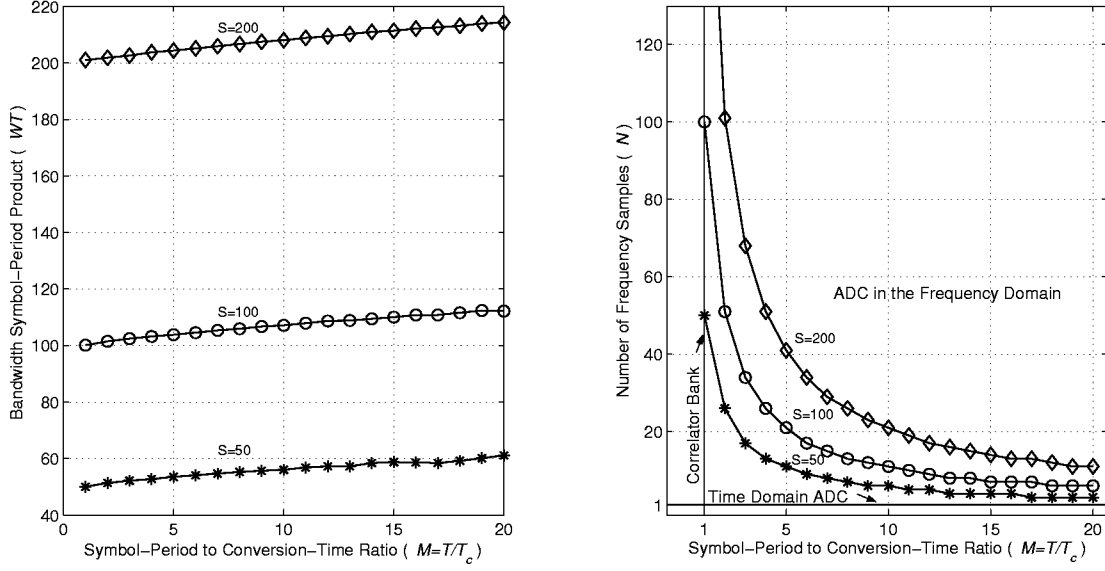 220
200
180
160
140
120
100
80
60
40
Bandwidth Symbol-Period Product ( WT)
S=200
S=100
S=50
0
5
10
15
20
Symbol-Period to Conversion-Time Ratio ( M=T/Tc)
120
100
80
60
40
20
1
Number of Frequency Samples ( N)
ADC in the Frequency Domain
S=200
S=100
S=50
Correlator Bank
Time Domain ADC
1
5
10
15
20
Symbol-Period to Conversion-Time Ratio ( M=T/Tc)